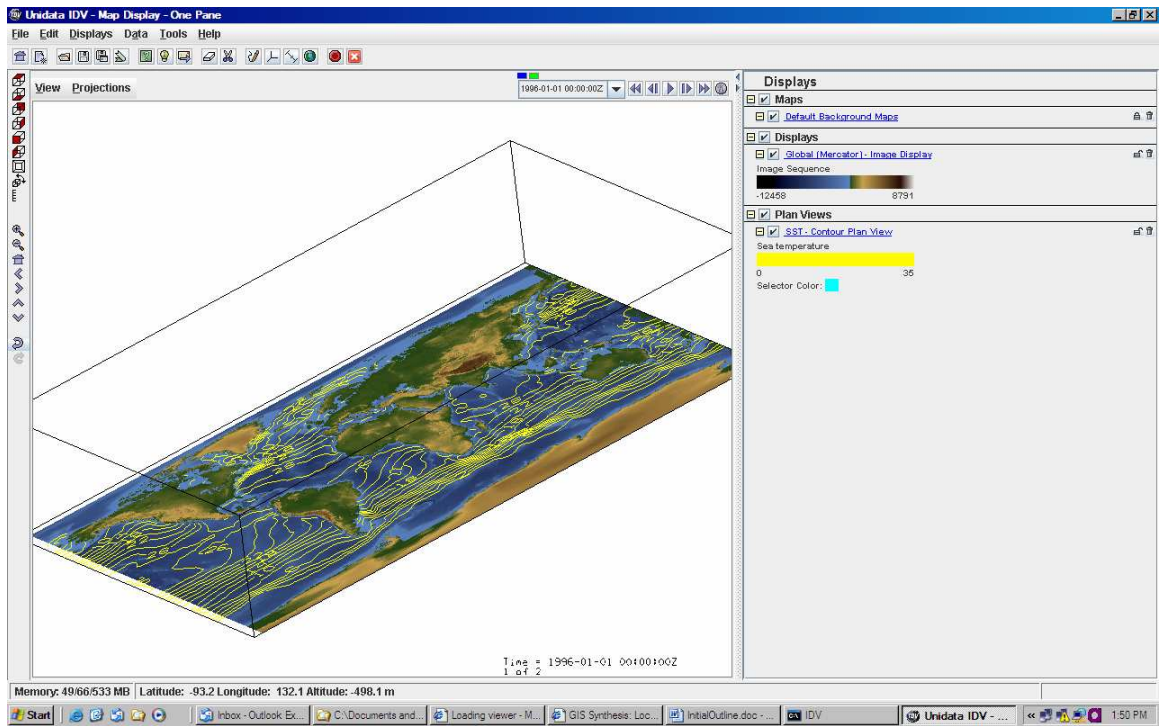 Unidata IDV - Map Display - One Pane
File Edit Displays Data Tools Help
View Projections
1996-01-01 00:00:00Z
Displays
Maps
Default Background Maps
Displays
Global (Mercator) - Image Display
Image Sequence
-12458 8791
Plan Views
SST - Contour Plan View
Sea temperature
0 35
Selector Color:
Time = 1996-01-01 00:00:00Z
1 of 2
Memory: 49/66/533 MB Latitude: -93.2 Longitude: 132.1 Altitude: -498.1 m
Start Inbox - Outlook Ex... C:\Documents and... Loading viewer - M... GIS Synthesis: Loc... InitialOutline.doc - ... IDV Unidata IDV - ... 1:50 PM